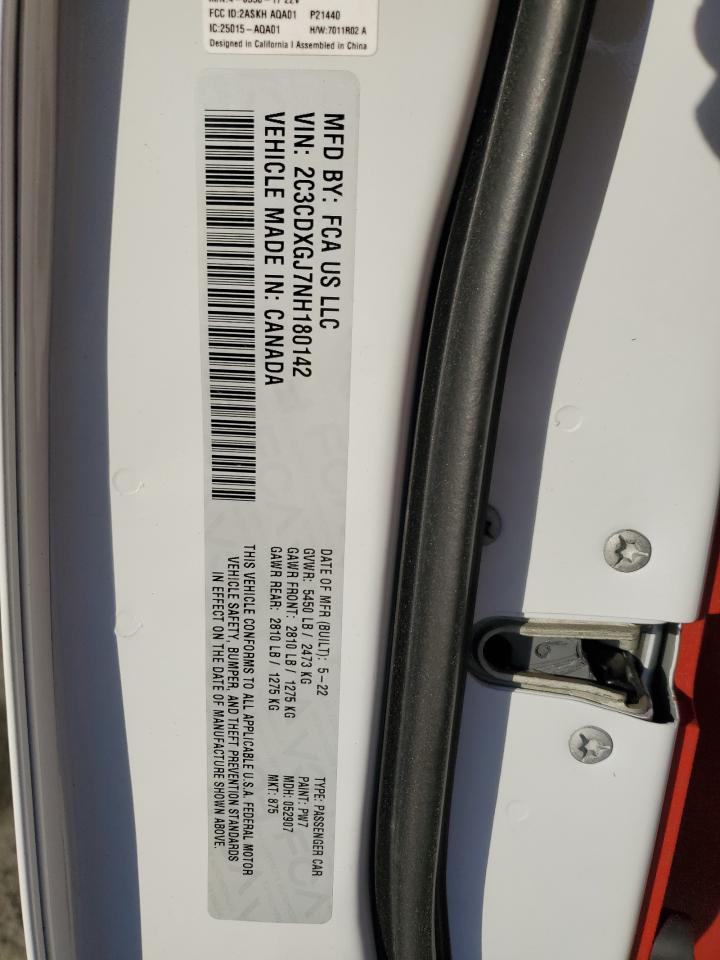 FCC ID:2ASKH AQA01 P21440
IC:25015-AQA01 H/W:7011R02 A
Designed in California I Assembled in China
MFD BY: FCA US LLC
VIN: 2C3CDXGJ7NH180142
VEHICLE MADE IN: CANADA
DATE OF MFR (BUILT): 5-22
GVWR: 5450 LB / 2473 KG
GAWR FRONT: 2810 LB / 1275 KG
GAWR REAR: 2810 LB / 1275 KG
TYPE: PASSENGER CAR
PAINT: PW7
MDH: 052907
MKT: 875
THIS VEHICLE CONFORMS TO ALL APPLICABLE U.S.A. FEDERAL MOTOR
VEHICLE SAFETY, BUMPER, AND THEFT PREVENTION STANDARDS
IN EFFECT ON THE DATE OF MANUFACTURE SHOWN ABOVE.